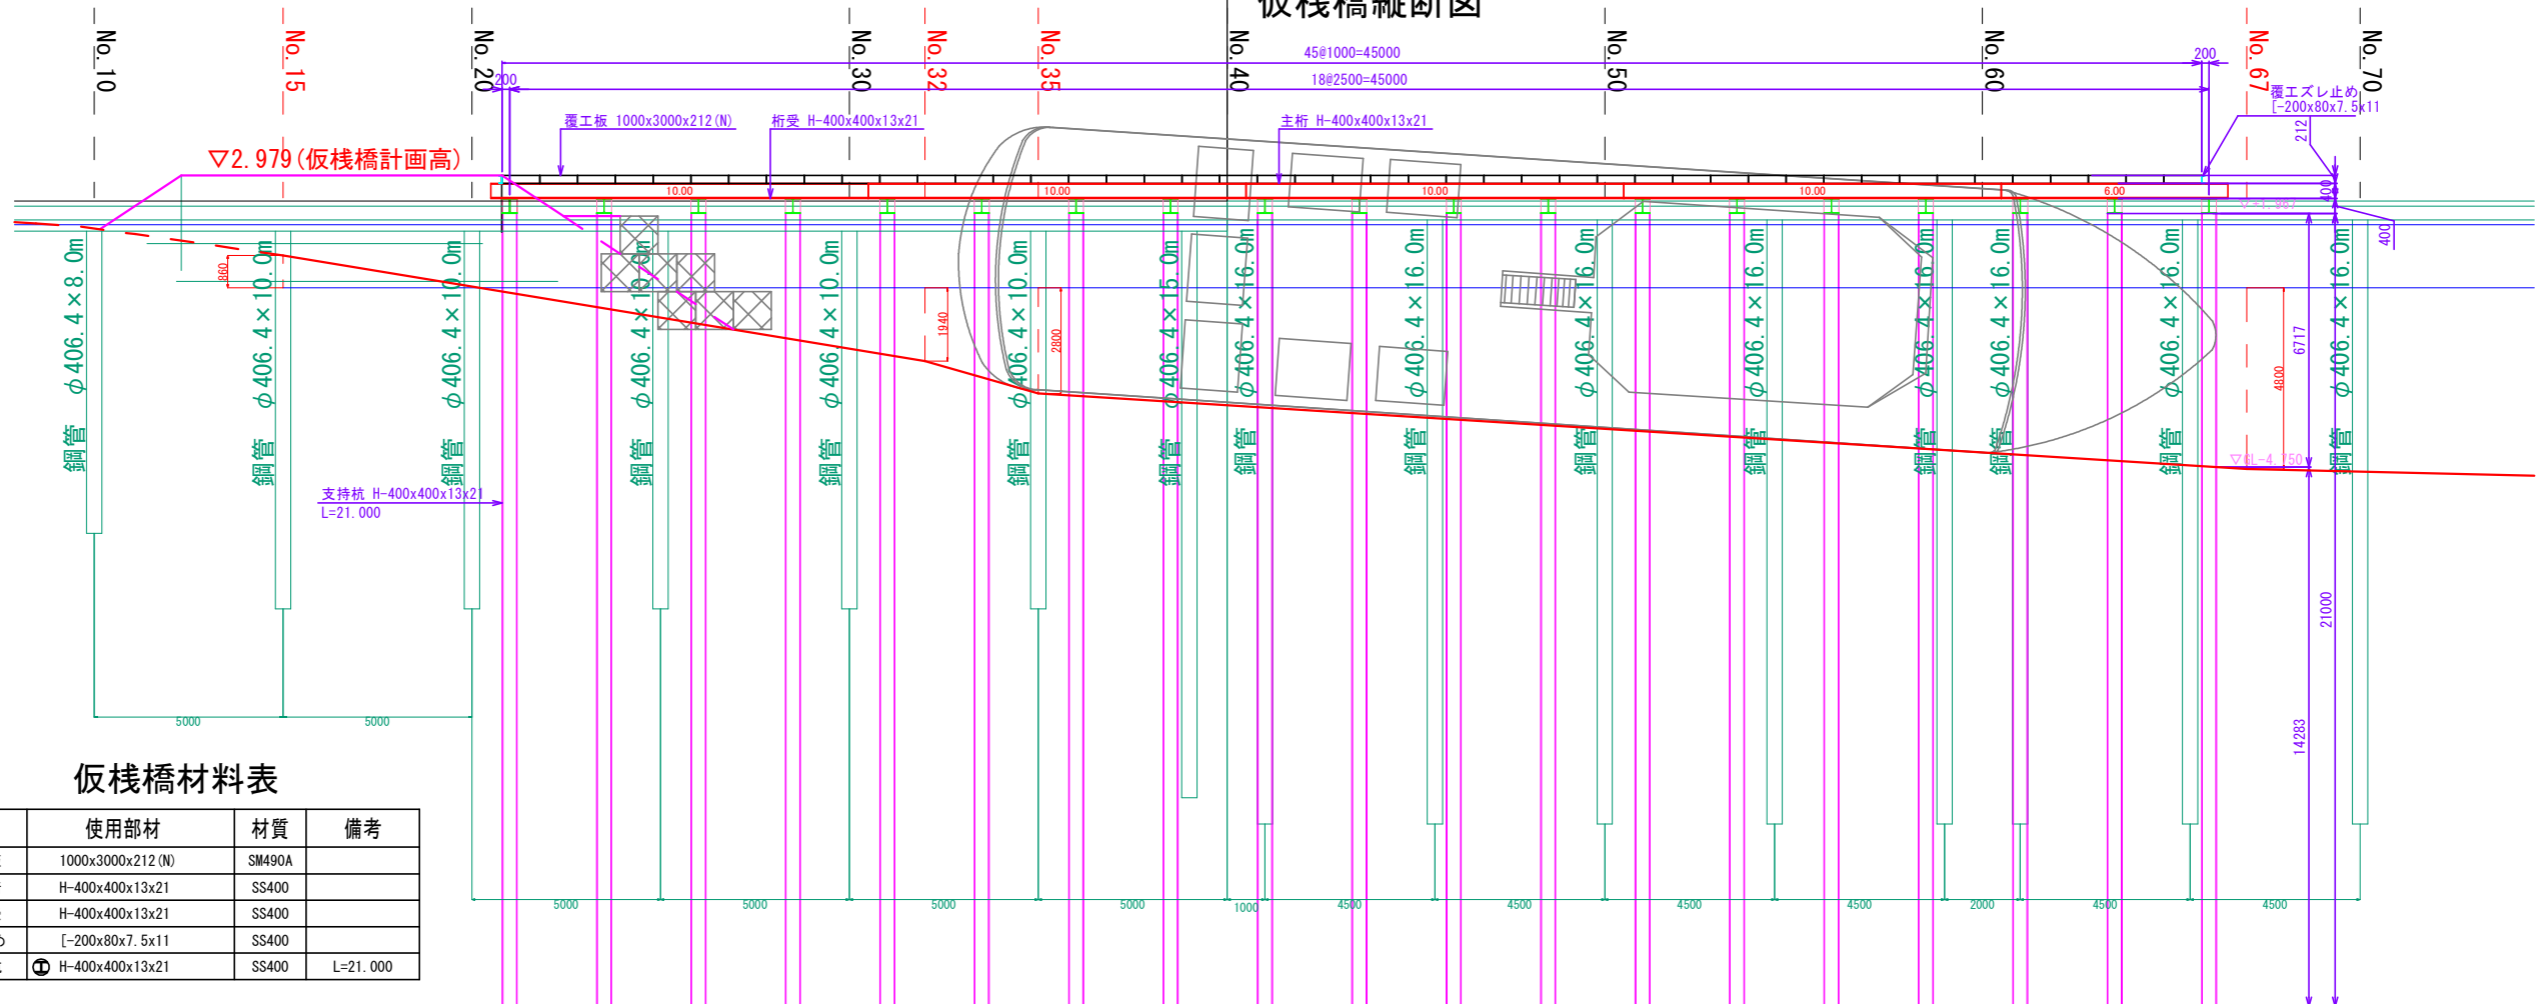 仮桟橋縦断図
No.10
No.15
No.20
No.30
No.32
No.35
No.40
No.50
No.60
No.67
No.70
45@1000=45000
200
200
18@2500=45000
覆工板 1000x3000x212(N)
桁受 H-400x400x13x21
主桁 H-400x400x13x21
覆工ズレ止め
[-200x80x7.5x11
212
400
400
▽2.979(仮桟橋計画高)
10.00
10.00
10.00
10.00
6.00
860
1940
2800
4800
6717
21000
14283
▽GL-4.750
鋼管 φ406.4×8.0m
鋼管 φ406.4×10.0m
鋼管 φ406.4×10.0m
鋼管 φ406.4×10.0m
鋼管 φ406.4×10.0m
鋼管 φ406.4×10.0m
鋼管 φ406.4×15.0m
鋼管 φ406.4×16.0m
鋼管 φ406.4×16.0m
鋼管 φ406.4×16.0m
鋼管 φ406.4×16.0m
鋼管 φ406.4×16.0m
鋼管 φ406.4×16.0m
鋼管 φ406.4×16.0m
鋼管 φ406.4×16.0m
支持杭 H-400x400x13x21
L=21.000
5000
5000
5000
5000
5000
5000
1000
4500
4500
4500
4500
2000
4500
4500
仮桟橋材料表
使用部材 材質 備考
1000x3000x212(N) SM490A
H-400x400x13x21 SS400
H-400x400x13x21 SS400
め [-200x80x7.5x11 SS400
H-400x400x13x21 SS400 L=21.000